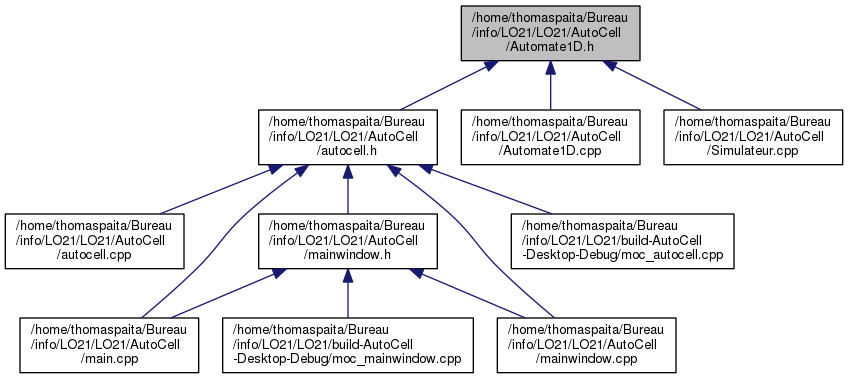 /home/thomaspaita/Bureau
/info/LO21/LO21/AutoCell
/Automate1D.h
/home/thomaspaita/Bureau
/info/LO21/LO21/AutoCell
/autocell.h
/home/thomaspaita/Bureau
/info/LO21/LO21/AutoCell
/Automate1D.cpp
/home/thomaspaita/Bureau
/info/LO21/LO21/AutoCell
/Simulateur.cpp
/home/thomaspaita/Bureau
/info/LO21/LO21/AutoCell
/autocell.cpp
/home/thomaspaita/Bureau
/info/LO21/LO21/AutoCell
/mainwindow.h
/home/thomaspaita/Bureau
/info/LO21/LO21/build-AutoCell
-Desktop-Debug/moc_autocell.cpp
/home/thomaspaita/Bureau
/info/LO21/LO21/AutoCell
/main.cpp
/home/thomaspaita/Bureau
/info/LO21/LO21/build-AutoCell
-Desktop-Debug/moc_mainwindow.cpp
/home/thomaspaita/Bureau
/info/LO21/LO21/AutoCell
/mainwindow.cpp